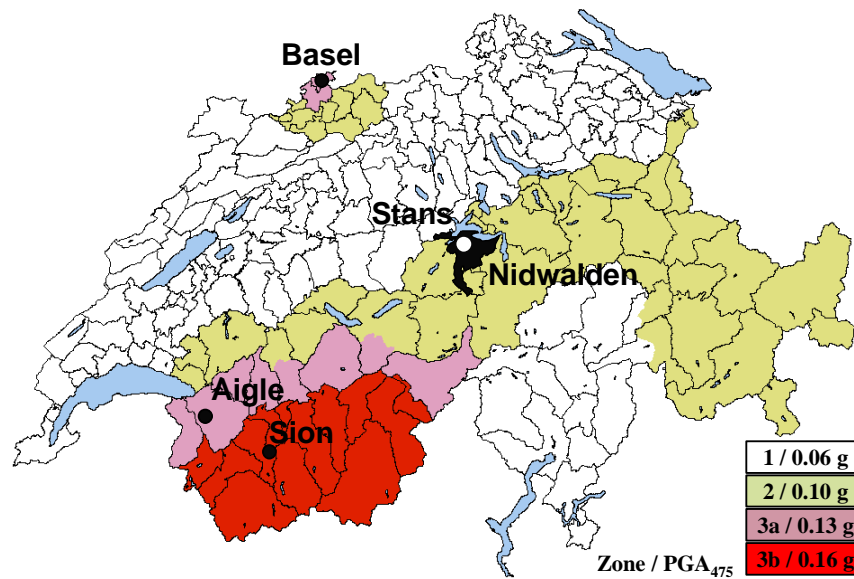 Basel
Stans
Nidwalden
Aigle
Sion
1 / 0.06 g
2 / 0.10 g
3a / 0.13 g
Zone / PGA475 3b / 0.16 g